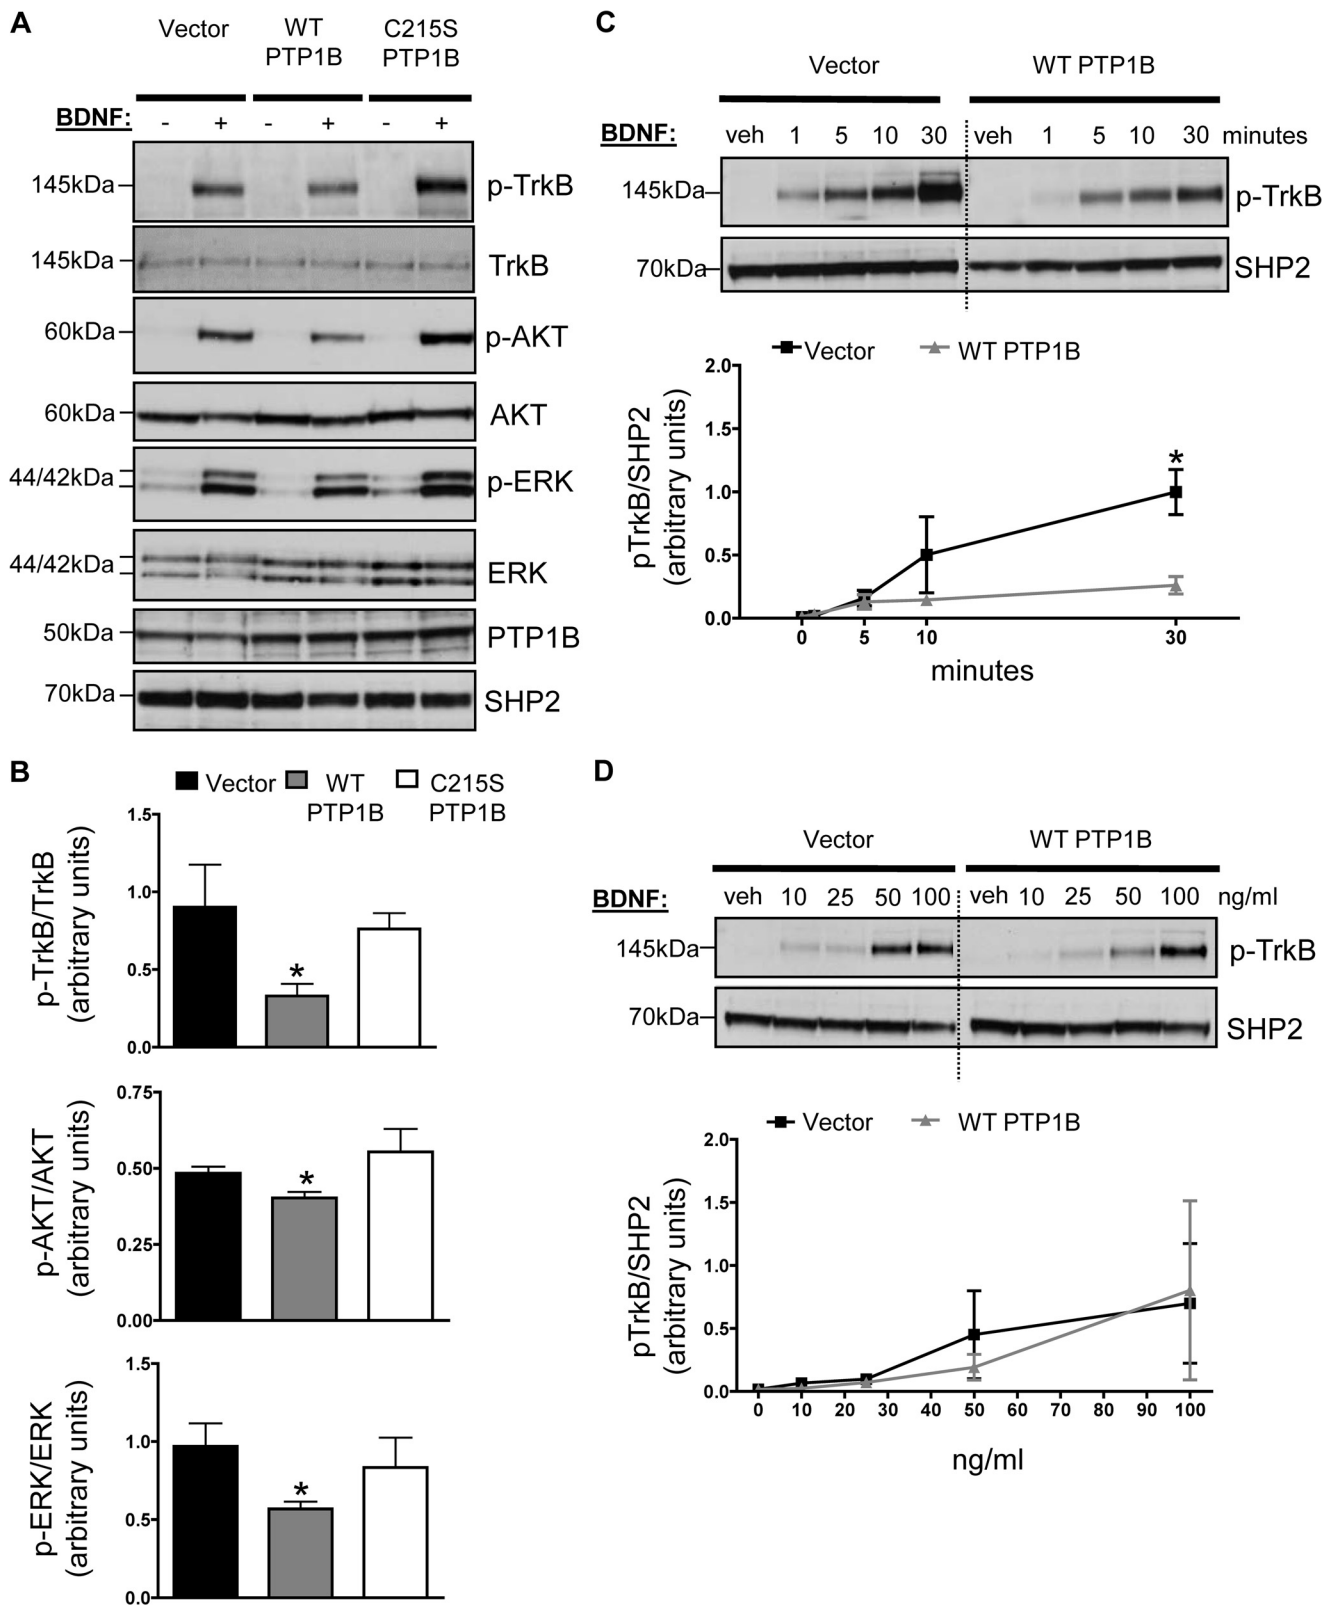 A
Vector
WT
PTP1B
C215S
PTP1B
BDNF: - + - + - +
145kDa p-TrkB
145kDa TrkB
60kDa p-AKT
60kDa AKT
44/42kDa p-ERK
44/42kDa ERK
50kDa PTP1B
70kDa SHP2
B
Vector WT PTP1B C215S PTP1B
p-TrkB/TrkB
(arbitrary units)
1.5
1.0
0.5
0.0
*
p-AKT/AKT
(arbitrary units)
0.75
0.50
0.25
0.00
*
p-ERK/ERK
(arbitrary units)
1.5
1.0
0.5
0.0
*
C
Vector WT PTP1B
BDNF: veh 1 5 10 30 veh 1 5 10 30 minutes
145kDa p-TrkB
70kDa SHP2
Vector WT PTP1B
pTrkB/SHP2
(arbitrary units)
2.0
1.5
1.0
0.5
0.0
*
0 5 10 30
minutes
D
Vector WT PTP1B
BDNF: veh 10 25 50 100 veh 10 25 50 100 ng/ml
145kDa p-TrkB
70kDa SHP2
Vector WT PTP1B
pTrkB/SHP2
(arbitrary units)
2.0
1.5
1.0
0.5
0.0
0 10 20 30 40 50 60 70 80 90 100
ng/ml